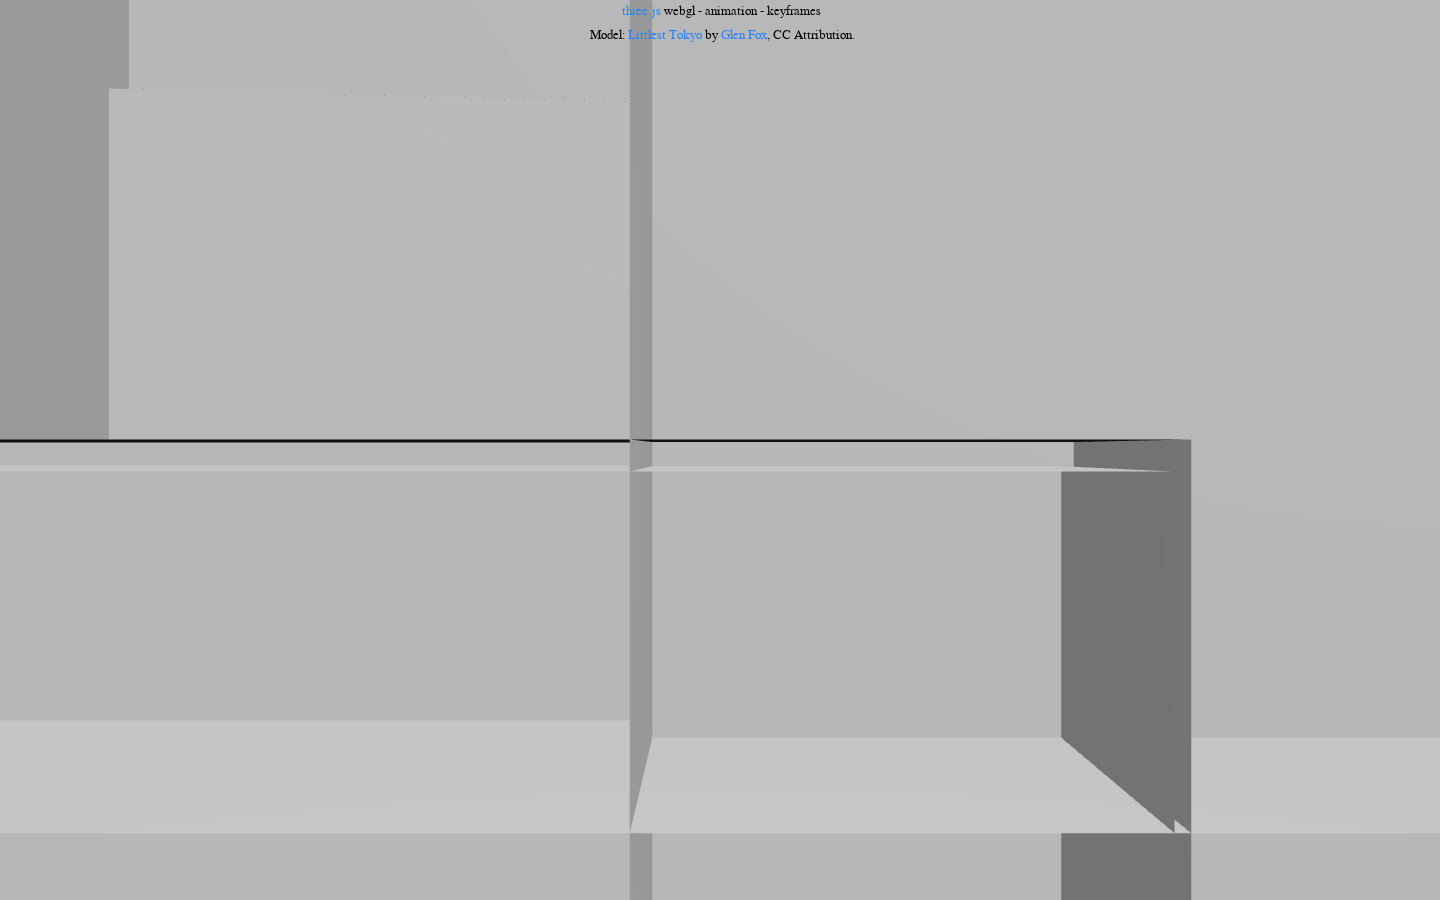 three.js webgl - animation - keyframes
Model: Littlest Tokyo by Glen Fox, CC Attribution.